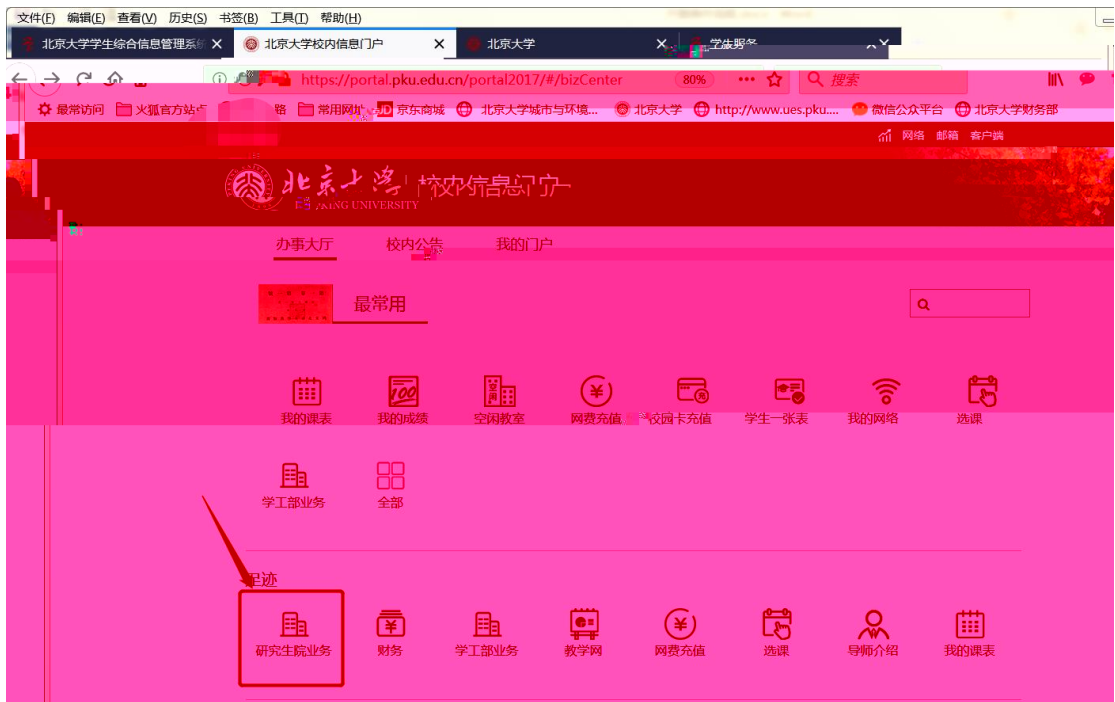 文件(F) 编辑(E) 查看(V) 历史(S) 书签(B) 工具(T) 帮助(H)
北京大学学生综合信息管理系统 北京大学校内信息门户 北京大学
https://portal.pku.edu.cn/portal2017/#/bizCenter 80% 搜索
最常访问 火狐官方站点 常用网址 JD 京东商城 北京大学城市与环境... 北京大学 http://www.ues.pku.... 微信公众平台 北京大学财务部
网络 邮箱 客户端
北京大学 校内信息门户
UNIVERSITY
办事大厅 校内公告 我的门户
最常用
我的课表 我的成绩 空闲教室 网费充值 校园卡充值 学生一张表 我的网络 选课
学工部业务 全部
足迹
研究生院业务 财务 学工部业务 教学网 网费充值 选课 导师介绍 我的课表